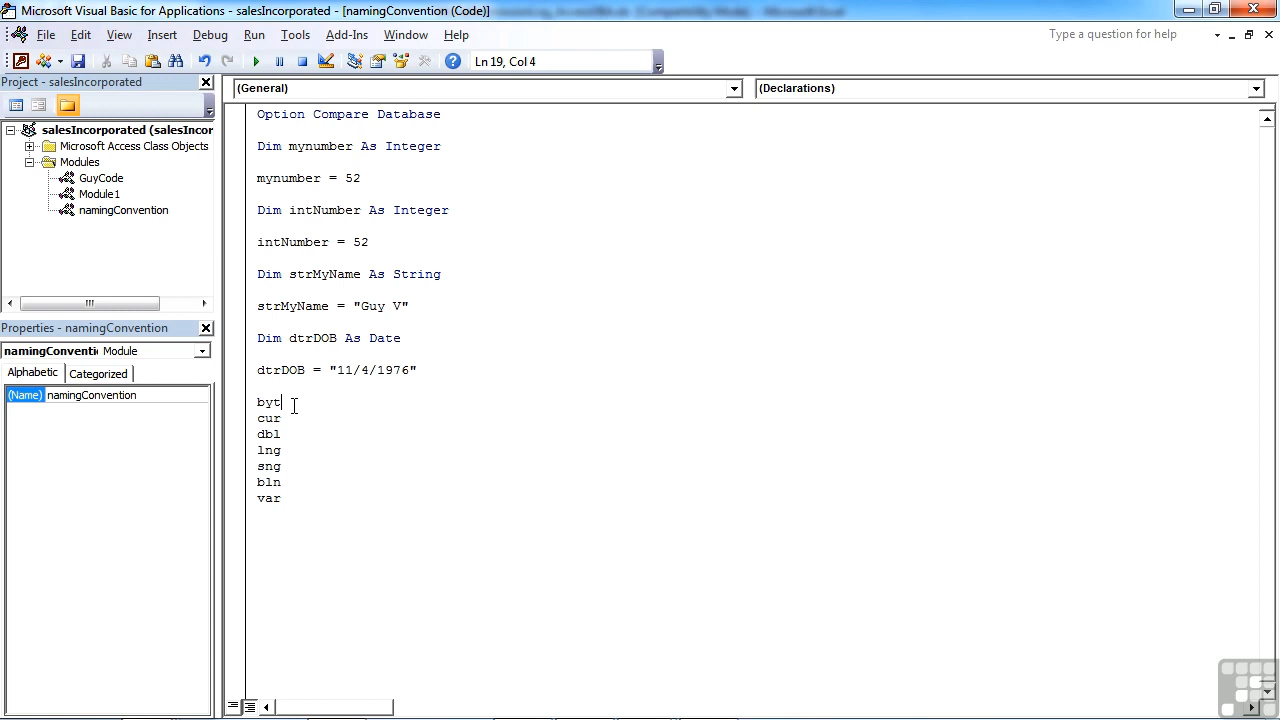 Microsoft Visual Basic for Applications - salesIncorporated - [namingConvention (Code)]
File Edit View Insert Debug Run Tools Add-Ins Window Help
Type a question for help
Ln 19, Col 4
Project - salesIncorporated
(General)
(Declarations)
salesIncorporated (salesIncor
Microsoft Access Class Objects
Modules
GuyCode
Module1
namingConvention
Properties - namingConvention
namingConventi Module
Alphabetic Categorized
(Name) namingConvention
Option Compare Database
Dim mynumber As Integer
mynumber = 52
Dim intNumber As Integer
intNumber = 52
Dim strMyName As String
strMyName = "Guy V"
Dim dtrDOB As Date
dtrDOB = "11/4/1976"
byt
cur
dbl
lng
sng
bln
var